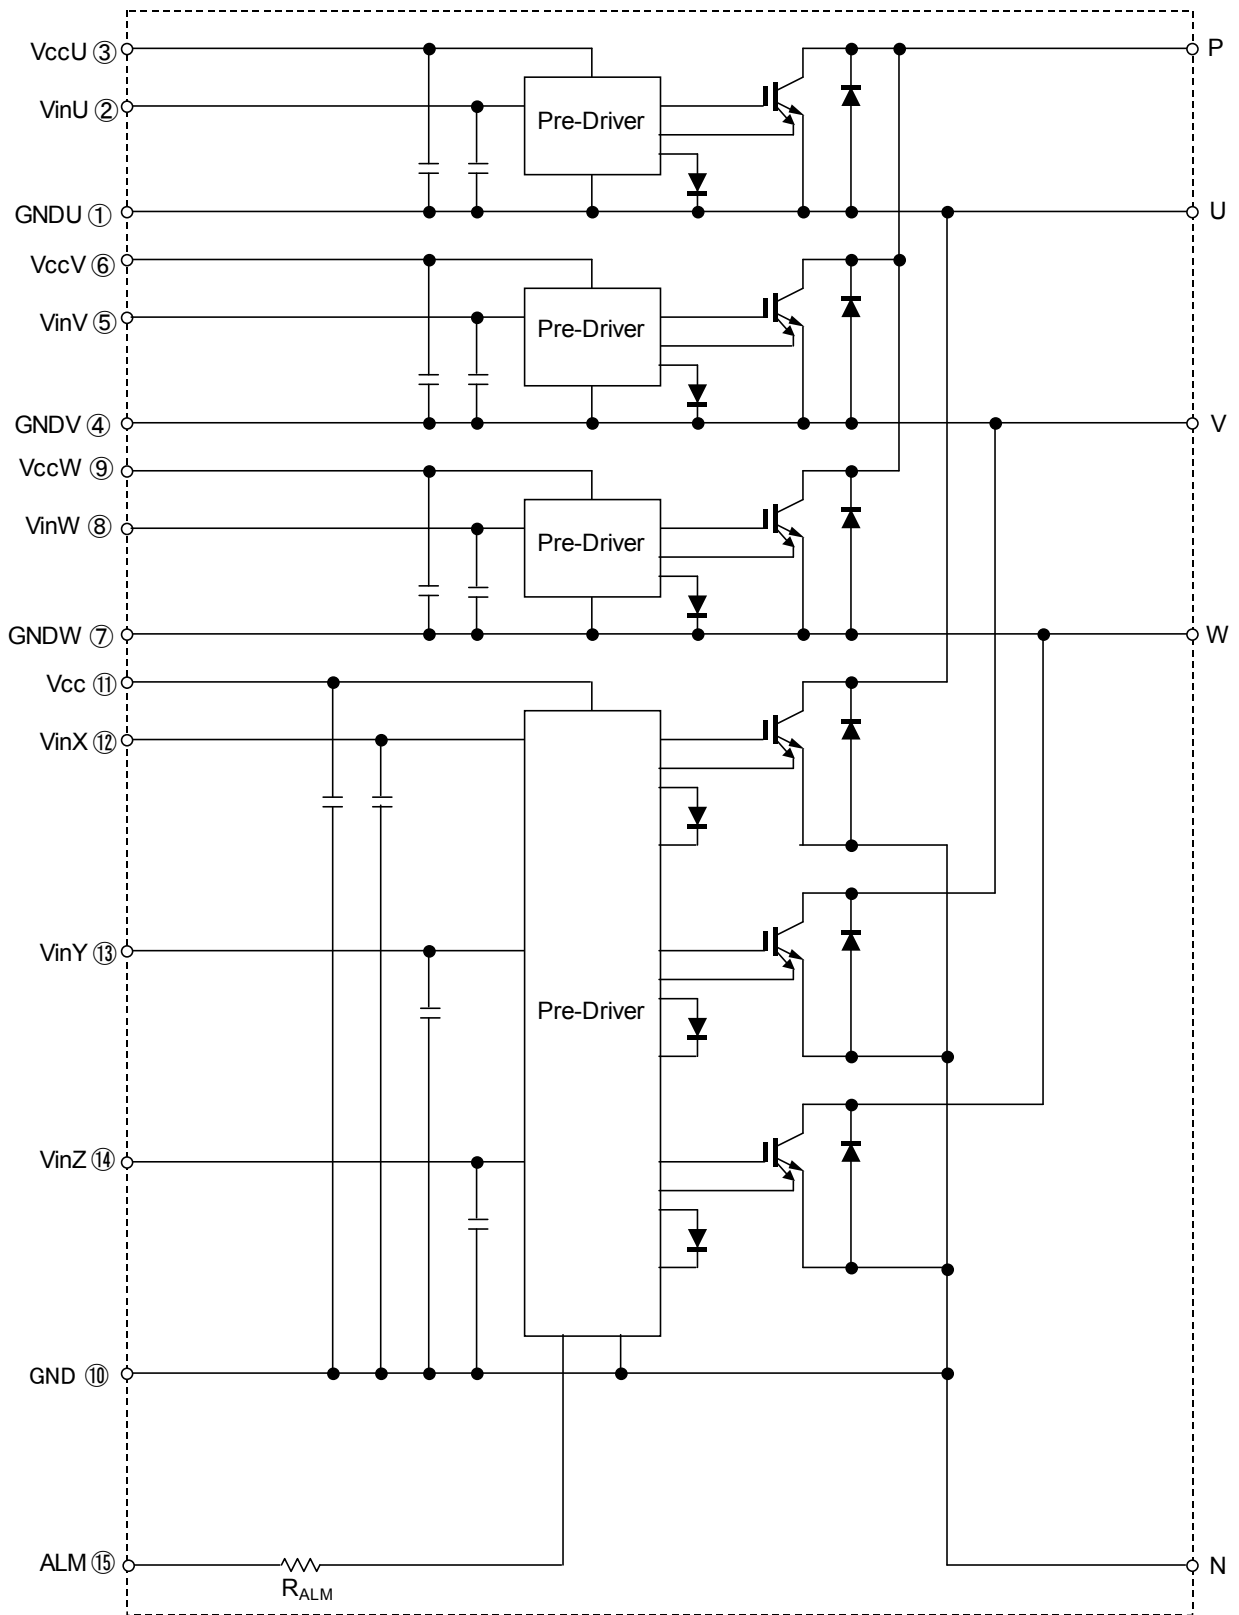 VccU ③
P
VinU ②
Pre-Driver
GNDU ①
U
VccV ⑥
VinV ⑤
Pre-Driver
GNDV ④
V
VccW ⑨
VinW ⑧
Pre-Driver
GNDW ⑦
W
Vcc ⑪
VinX ⑫
VinY ⑬
Pre-Driver
VinZ ⑭
GND ⑩
ALM ⑮
RALM
N